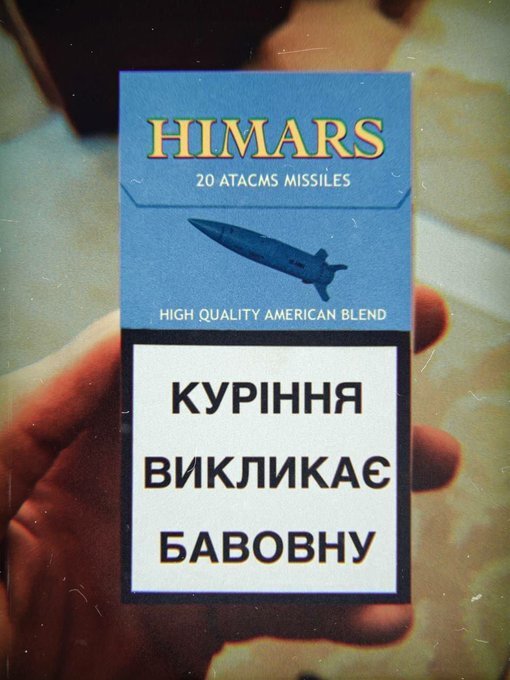 HIMARS
20 ATACMS MISSILES
HIGH QUALITY AMERICAN BLEND
КУРІННЯ
ВИКЛИКАЄ
БАВОВНУ